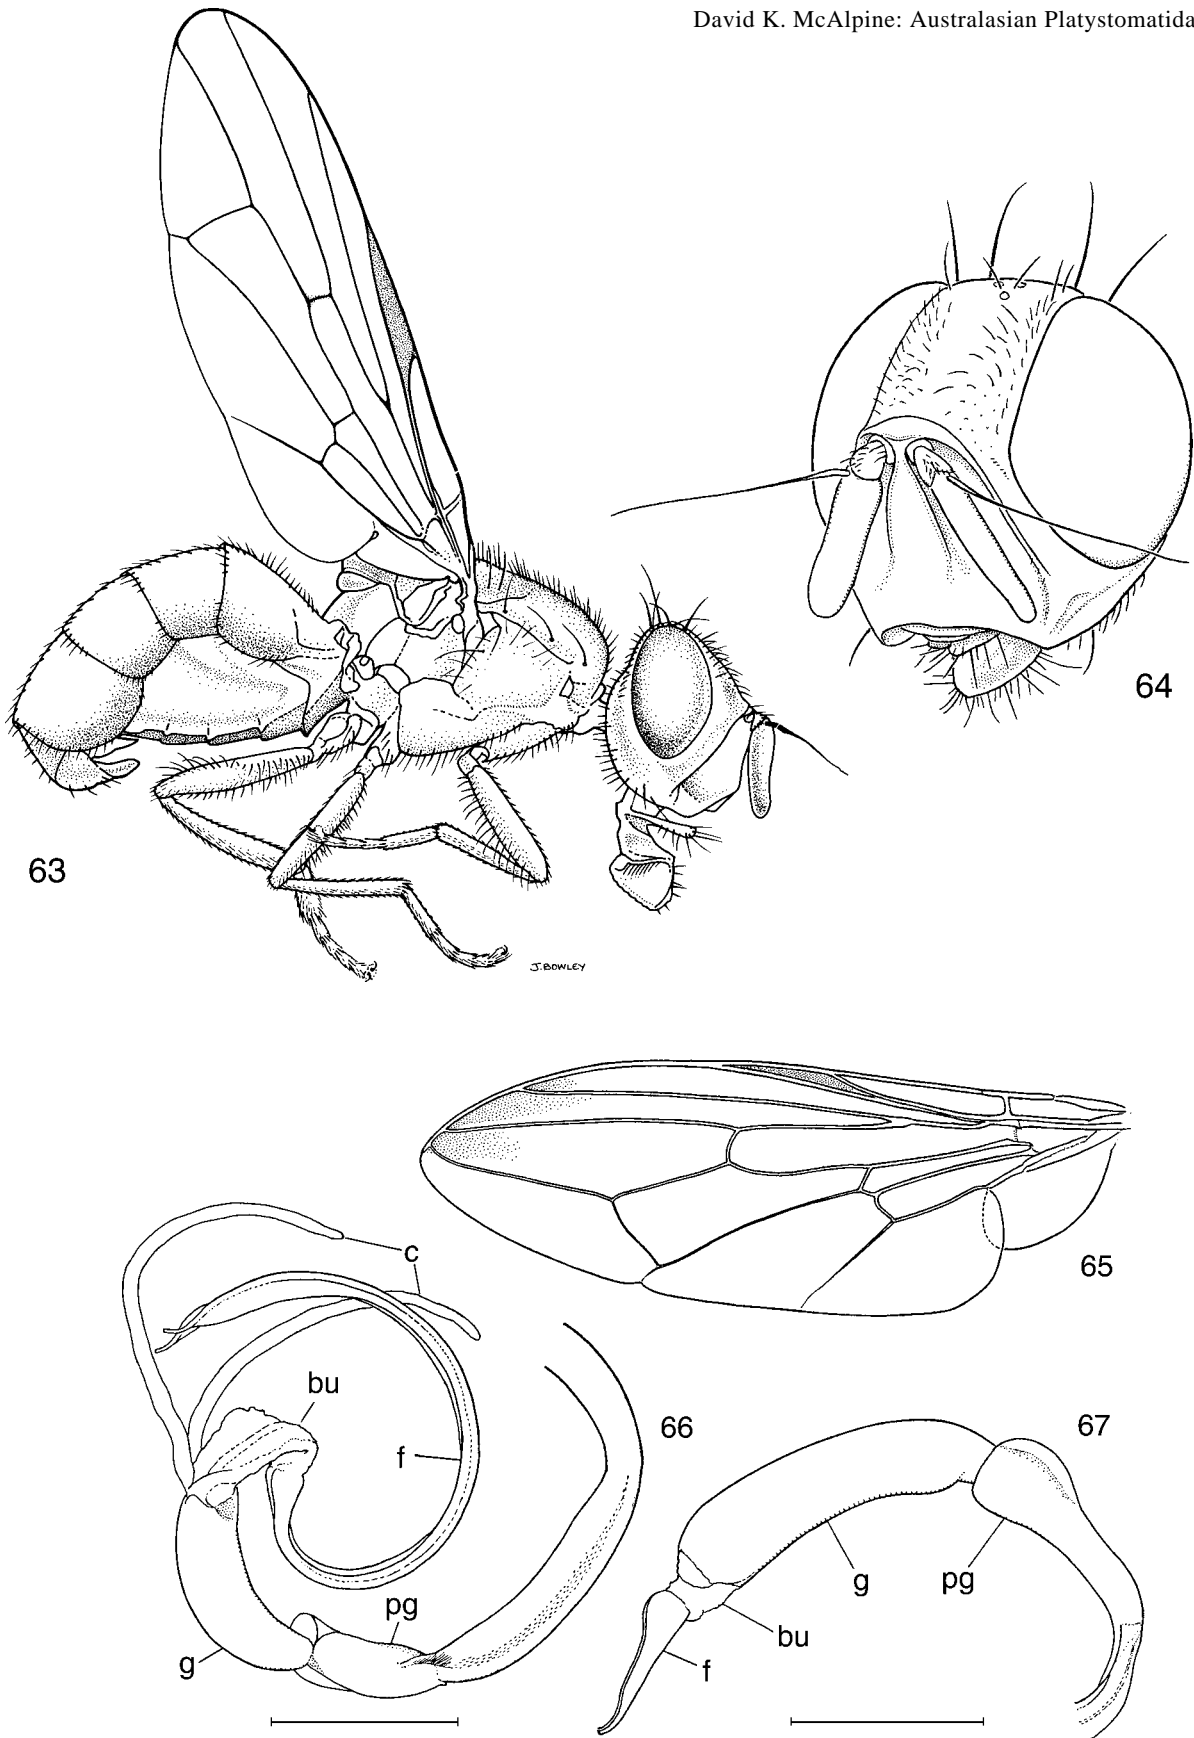 David K. McAlpine: Australasian Platystomatida
64
63
J. BOWLEY
65
c
bu
66
67
f
pg
g
g
pg
bu
f